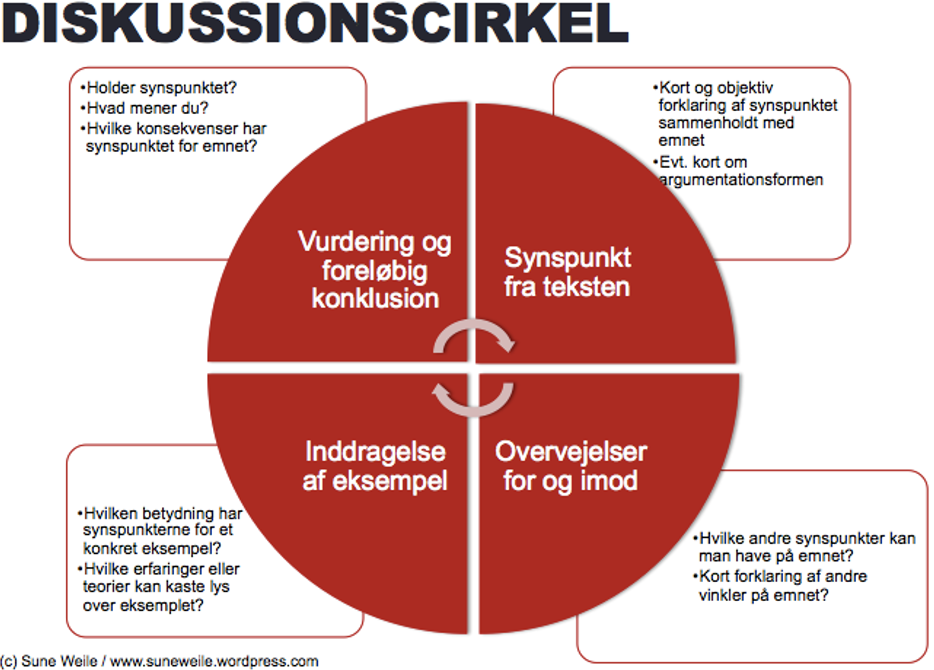 DISKUSSIONSCIRKEL
•Holder synspunktet?
•Hvad mener du?
•Hvilke konsekvenser har
synspunktet for emnet?
•Kort og objektiv
forklaring af synspunktet
sammenholdt med
emnet
•Evt. kort om
argumentationsformen
Vurdering og
foreløbig
konklusion
Synspunkt
fra teksten
Inddragelse
af eksempel
Overvejelser
for og imod
•Hvilken betydning har
synspunkterne for et
konkret eksempel?
•Hvilke erfaringer eller
teorier kan kaste lys
over eksemplet?
•Hvilke andre synspunkter kan
man have på emnet?
•Kort forklaring af andre
vinkler på emnet?
(c) Sune Weile / www.suneweile.wordpress.com